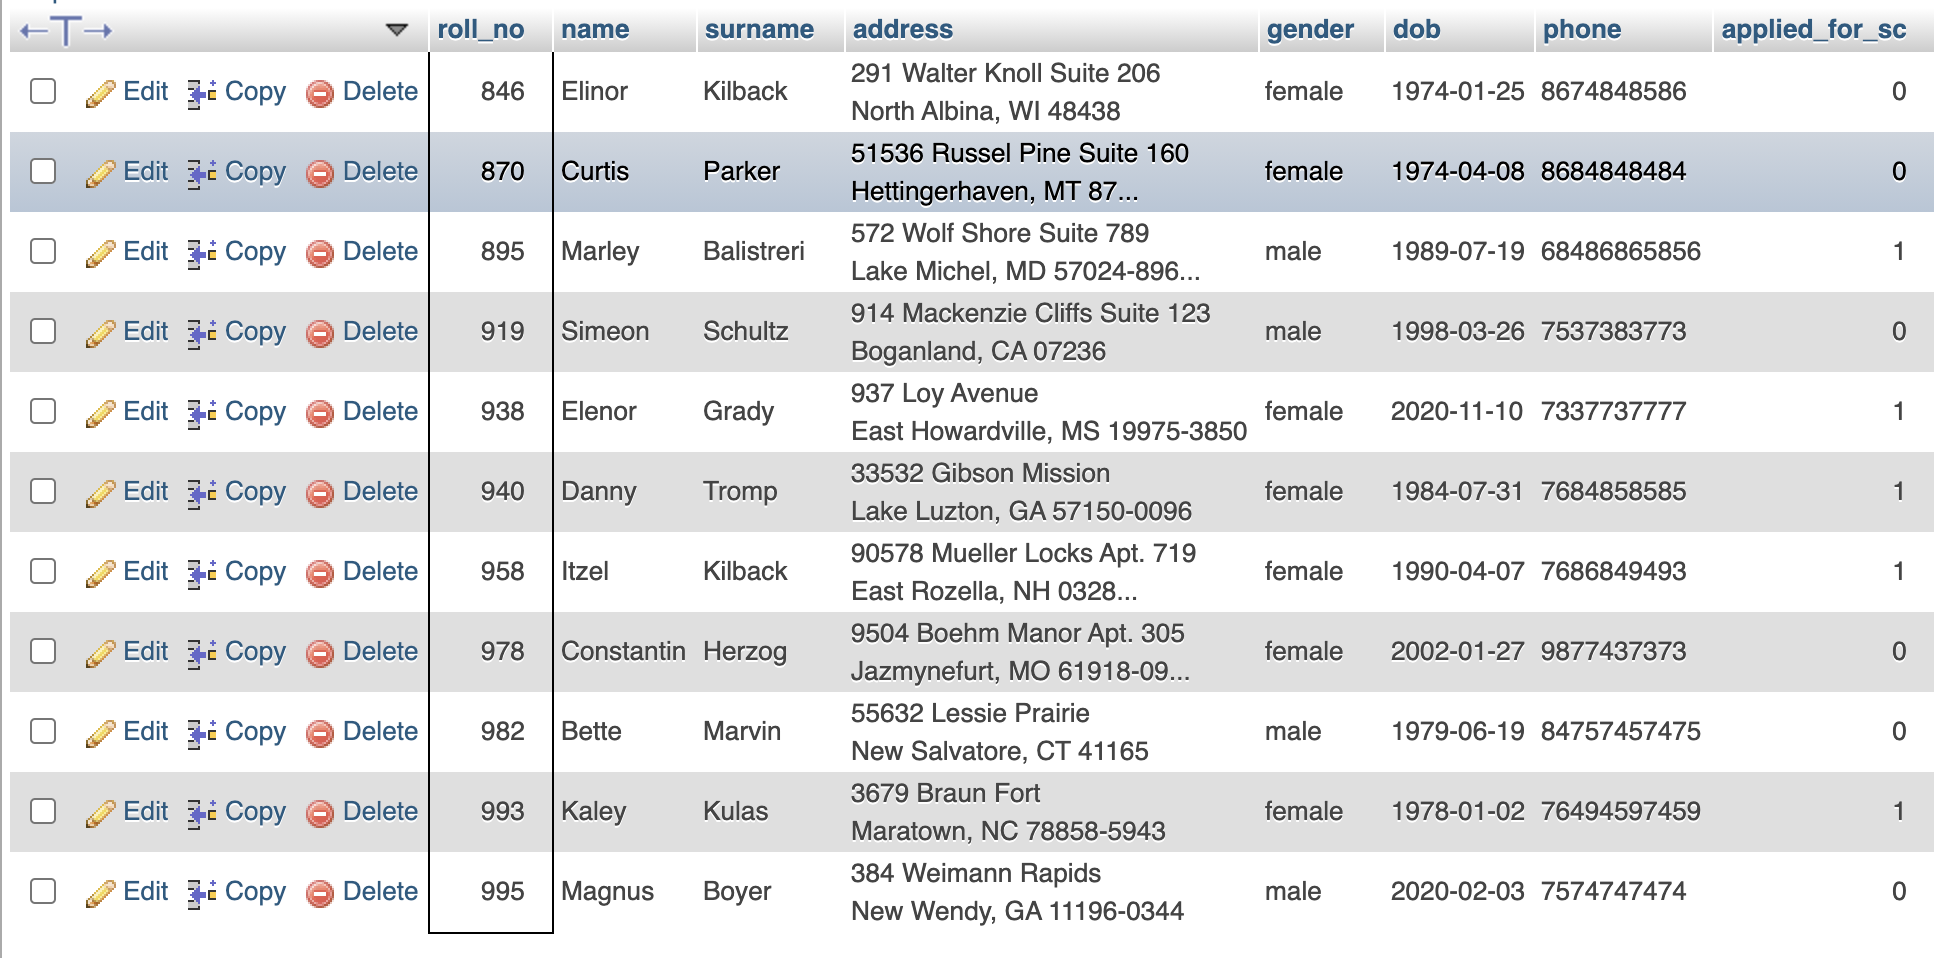 roll_no name surname address gender dob phone applied_for_sc
Edit Copy Delete 846 Elinor Kilback 291 Walter Knoll Suite 206 female 1974-01-25 8674848586 0
North Albina, WI 48438
Edit Copy Delete 870 Curtis Parker 51536 Russel Pine Suite 160 female 1974-04-08 8684848484 0
Hettingerhaven, MT 87...
Edit Copy Delete 895 Marley Balistreri 572 Wolf Shore Suite 789 male 1989-07-19 68486865856 1
Lake Michel, MD 57024-896...
Edit Copy Delete 919 Simeon Schultz 914 Mackenzie Cliffs Suite 123 male 1998-03-26 7537383773 0
Boganland, CA 07236
Edit Copy Delete 938 Elenor Grady 937 Loy Avenue female 2020-11-10 7337737777 1
East Howardville, MS 19975-3850
Edit Copy Delete 940 Danny Tromp 33532 Gibson Mission female 1984-07-31 7684858585 1
Lake Luzton, GA 57150-0096
Edit Copy Delete 958 Itzel Kilback 90578 Mueller Locks Apt. 719 female 1990-04-07 7686849493 1
East Rozella, NH 0328...
Edit Copy Delete 978 Constantin Herzog 9504 Boehm Manor Apt. 305 female 2002-01-27 9877437373 0
Jazmynefurt, MO 61918-09...
Edit Copy Delete 982 Bette Marvin 55632 Lessie Prairie male 1979-06-19 84757457475 0
New Salvatore, CT 41165
Edit Copy Delete 993 Kaley Kulas 3679 Braun Fort female 1978-01-02 76494597459 1
Maratown, NC 78858-5943
Edit Copy Delete 995 Magnus Boyer 384 Weimann Rapids male 2020-02-03 7574747474 0
New Wendy, GA 11196-0344